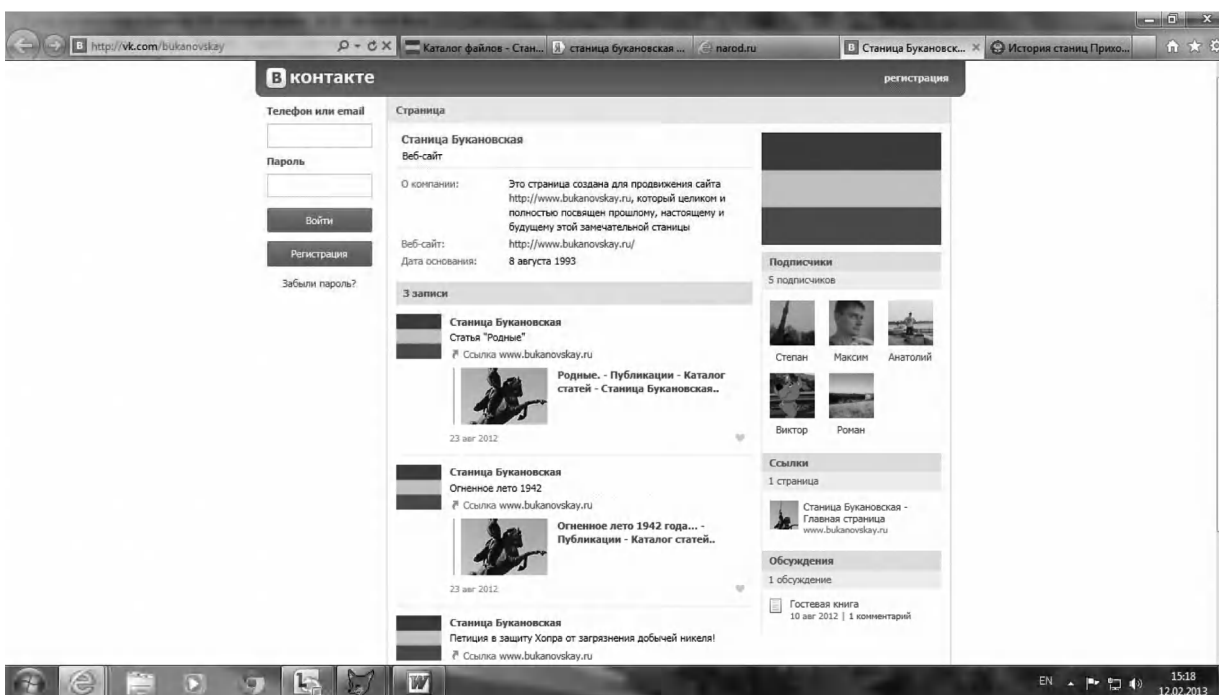 http://vk.com/bukanovskay
Каталог файлов - Стан...
станица букановская ...
narod.ru
Станица Букановск...
История станиц Прихо...
В контакте
регистрация
Телефон или email
Пароль
Войти
Регистрация
Забыли пароль?
Страница
Станица Букановская
Веб-сайт
О компании:
Это страница создана для продвижения сайта
http://www.bukanovskay.ru, который целиком и
полностью посвящен прошлому, настоящему и
будущему этой замечательной станицы
Веб-сайт: http://www.bukanovskay.ru/
Дата основания: 8 августа 1993
3 записи
Станица Букановская
Статья "Родные"
Ссылка www.bukanovskay.ru
Родные. - Публикации - Каталог
статей - Станица Букановская..
23 авг 2012
Станица Букановская
Огненное лето 1942
Ссылка www.bukanovskay.ru
Огненное лето 1942 года... -
Публикации - Каталог статей..
23 авг 2012
Станица Букановская
Петиция в защиту Хопра от загрязнения добычей никеля!
Ссылка www.bukanovskay.ru
Подписчики
5 подписчиков
Степан Максим Анатолий
Виктор Роман
Ссылки
1 страница
Станица Букановская -
Главная страница
www.bukanovskay.ru
Обсуждения
1 обсуждение
Гостевая книга
10 авг 2012 | 1 комментарий
EN
15:18
12.02.2013